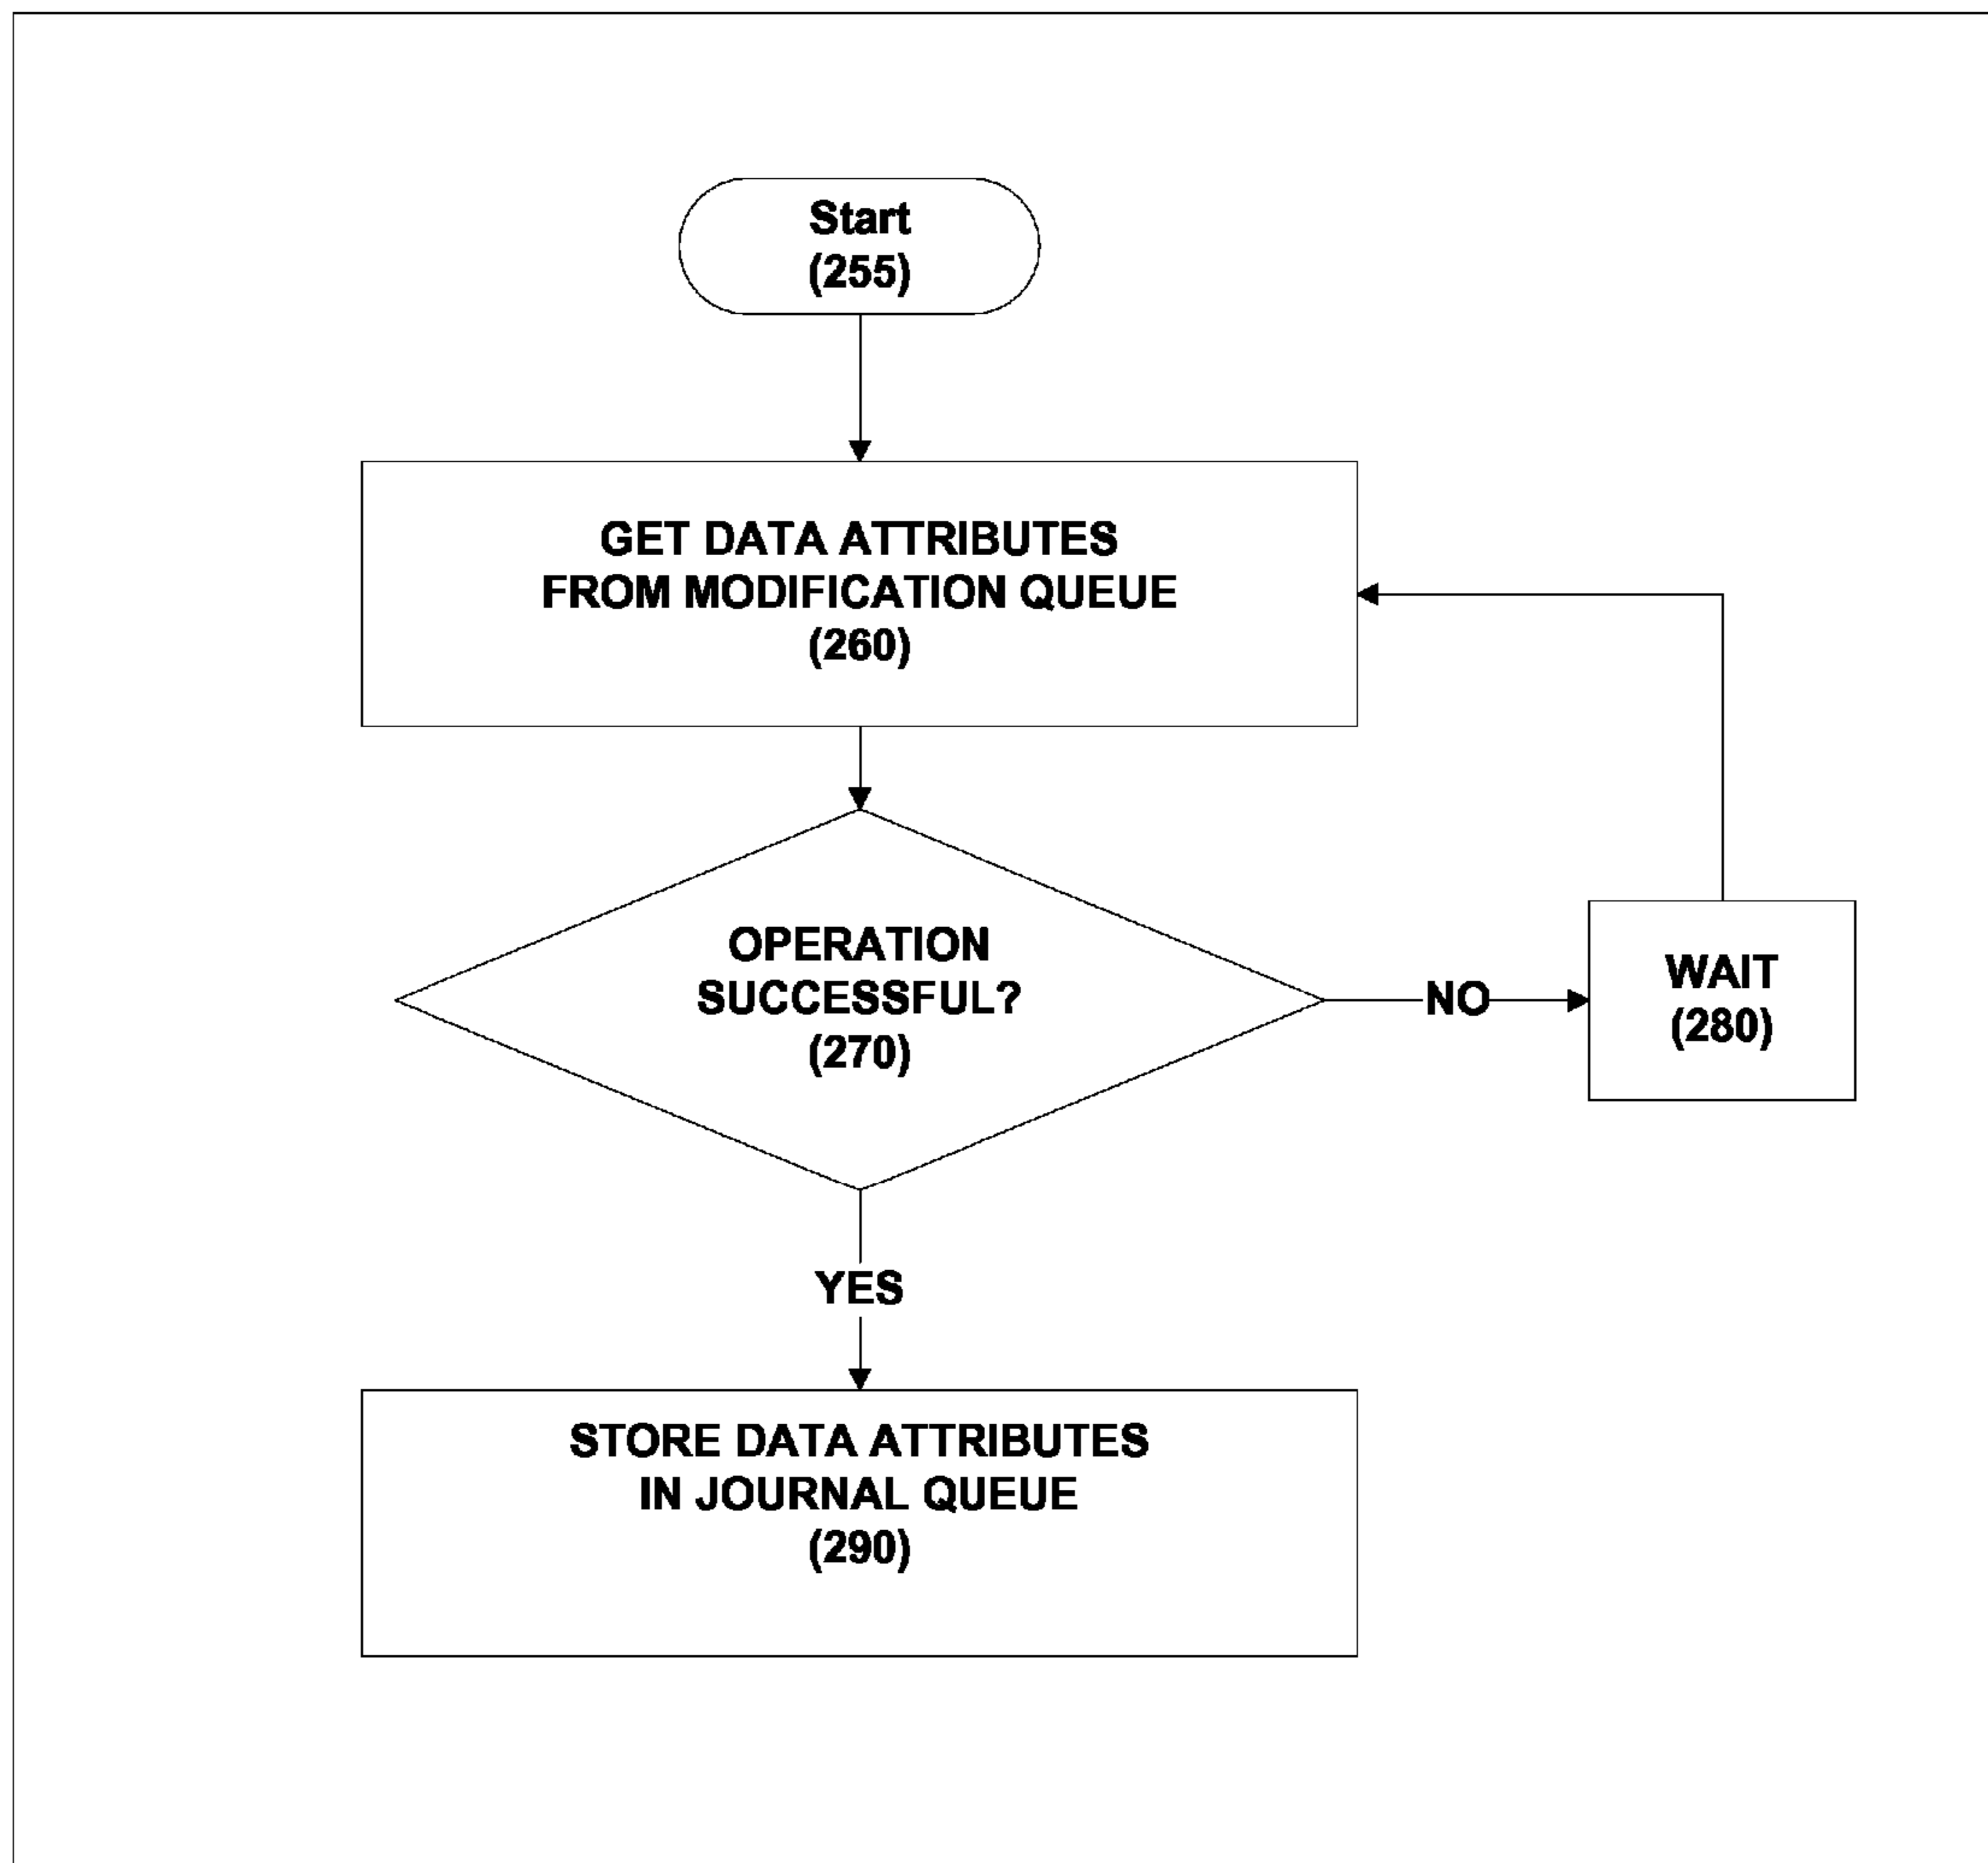 Start
(255)
GET DATA ATTRIBUTES
FROM MODIFICATION QUEUE
(260)
OPERATION
SUCCESSFUL?
(270)
NO
WAIT
(280)
YES
STORE DATA ATTRIBUTES
IN JOURNAL QUEUE
(290)